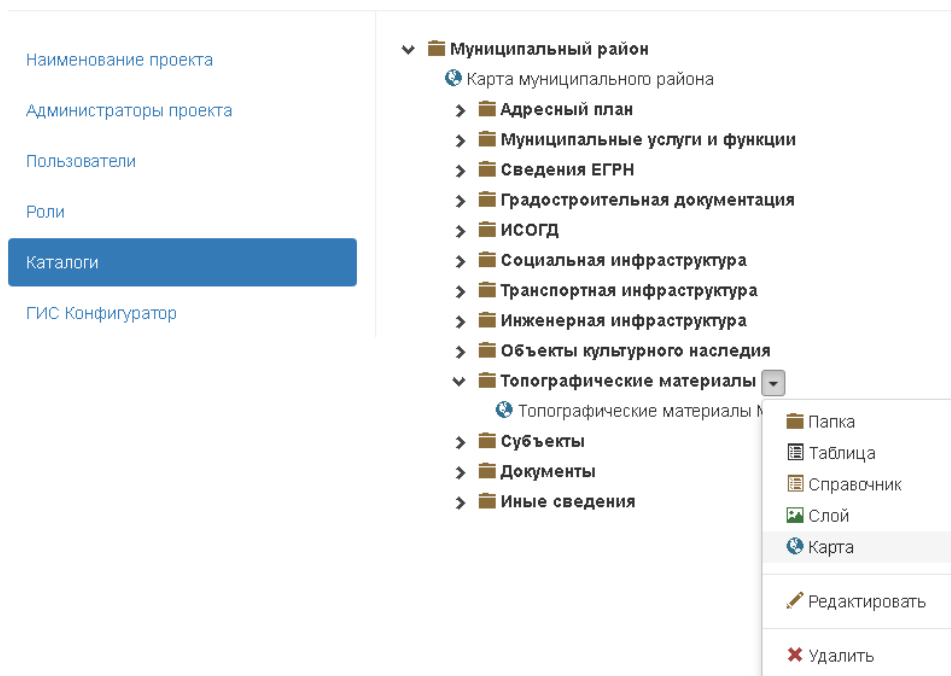 Наименование проекта
Администраторы проекта
Пользователи
Роли
Каталоги
ГИС Конфигуратор
Муниципальный район
Карта муниципального района
Адресный план
Муниципальные услуги и функции
Сведения ЕГРН
Градостроительная документация
ИСОГД
Социальная инфраструктура
Транспортная инфраструктура
Инженерная инфраструктура
Объекты культурного наследия
Топографические материалы
Топографические материалы
Субъекты
Документы
Иные сведения
Папка
Таблица
Справочник
Слой
Карта
Редактировать
Удалить